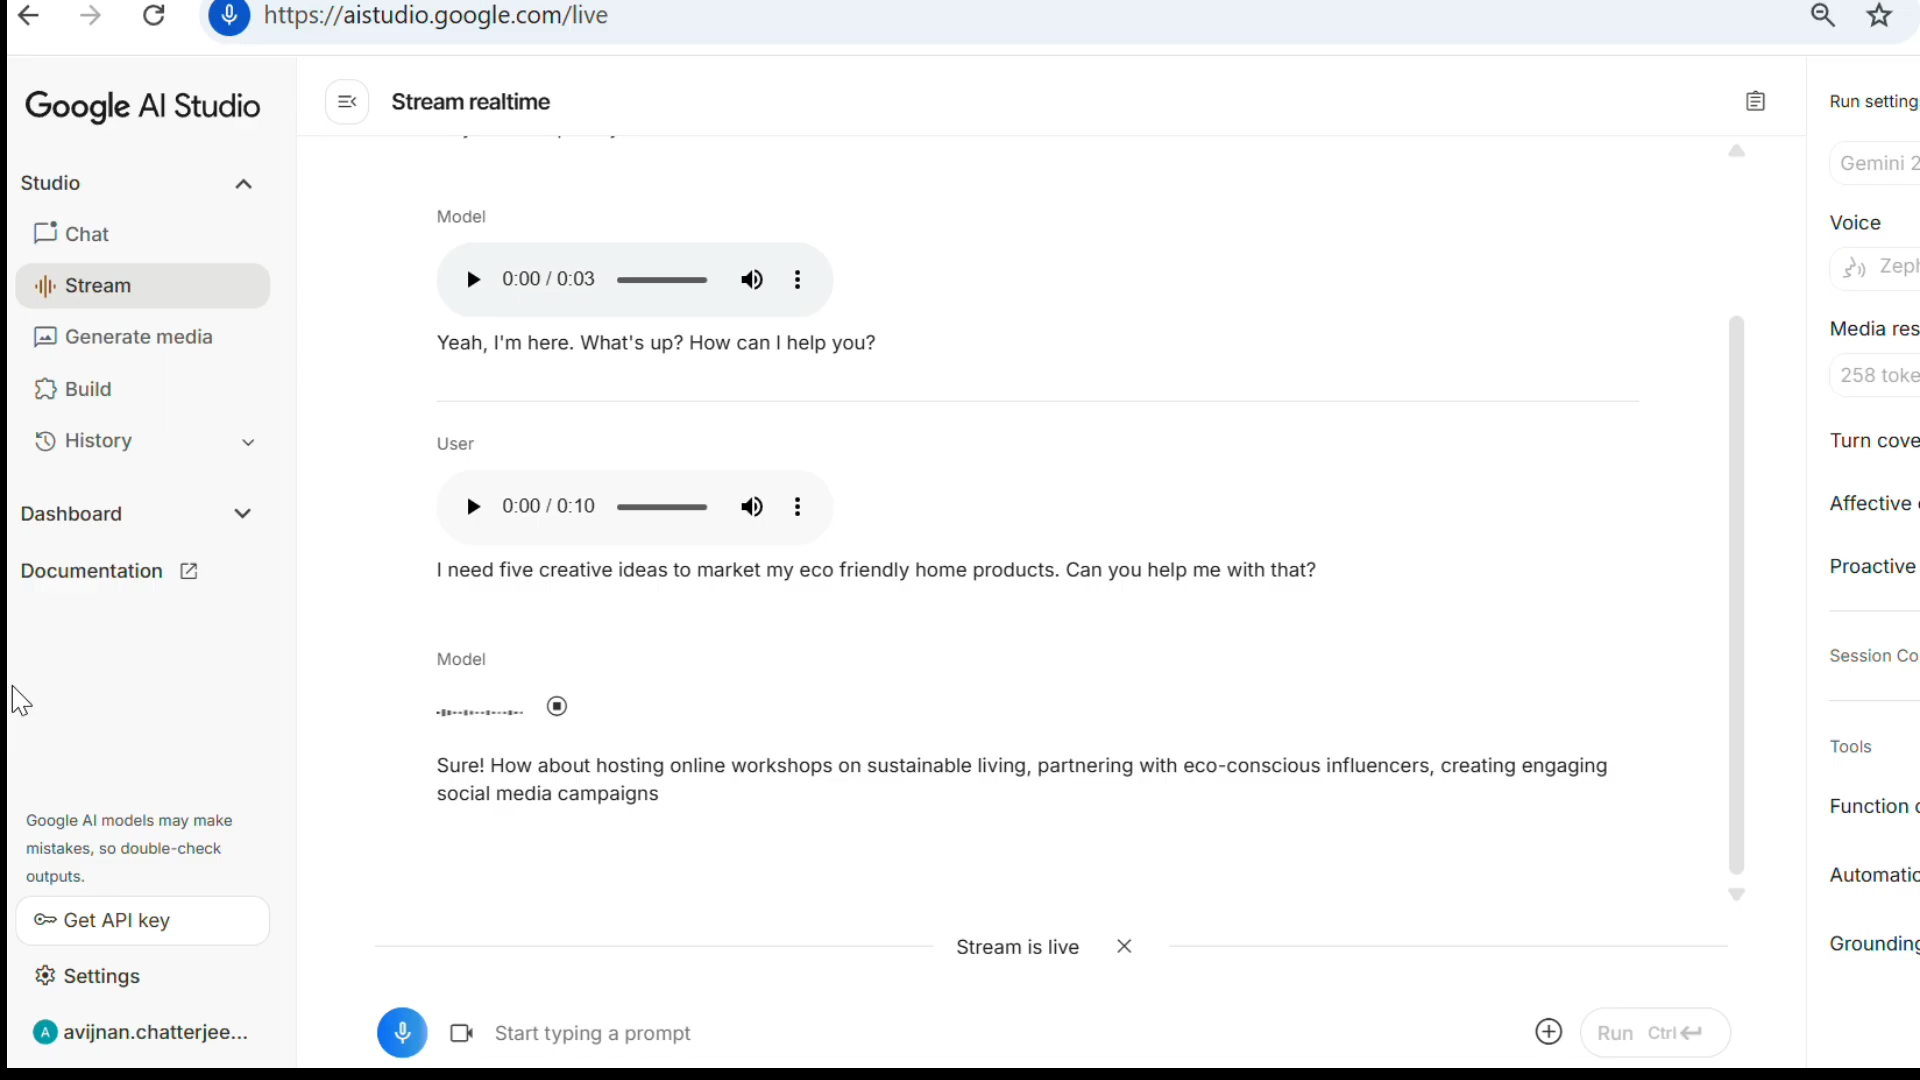 https://aistudio.google.com/live
Google AI Studio
Stream realtime
Run setting
Studio
Chat
Stream
Generate media
Build
History
Dashboard
Documentation
Google AI models may make
mistakes, so double-check
outputs.
Get API key
Settings
A avijnan.chatterjee...
Model
0:00 / 0:03
Yeah, I'm here. What's up? How can I help you?
User
0:00 / 0:10
I need five creative ideas to market my eco friendly home products. Can you help me with that?
Model
Sure! How about hosting online workshops on sustainable living, partnering with eco-conscious influencers, creating engaging
social media campaigns
Stream is live
Start typing a prompt
Run Ctrl
Gemini 2
Voice
Zeph
Media res
258 toke
Turn cove
Affective
Proactive
Session Co
Tools
Function
Automatic
Grounding